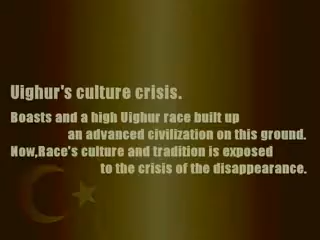 Uighur's culture crisis.
Boasts and a high Uighur race built up
an advanced civilization on this ground.
Now,Race's culture and tradition is exposed
to the crisis of the disappearance.